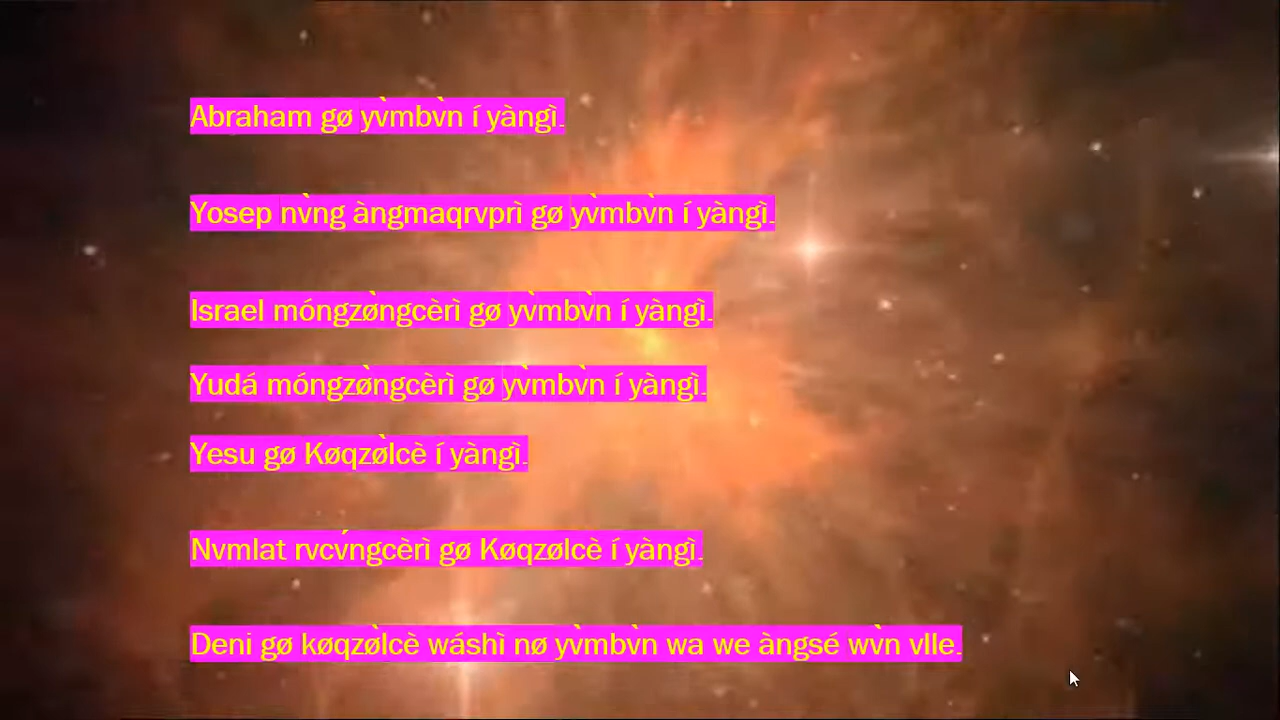 Abraham gø yv̀mbv̀n í yàngì.
Yosep nv̀ng àngmaqrvprì gø yv̀mbv̀n í yàngì.
Israel móngzø̀ngcèrì gø yv̀mbv̀n í yàngì.
Yudá móngzø̀ngcèrì gø yv̀mbv̀n í yàngì.
Yesu gø Køqzø̀lcè í yàngì.
Nvmlat rvcv́ngcèrì gø Køqzølcè í yàngì.
Deni gø køqzø̀lcè wáshì nø yv̀mbv̀n wa we àngsé wv̀n vlle.